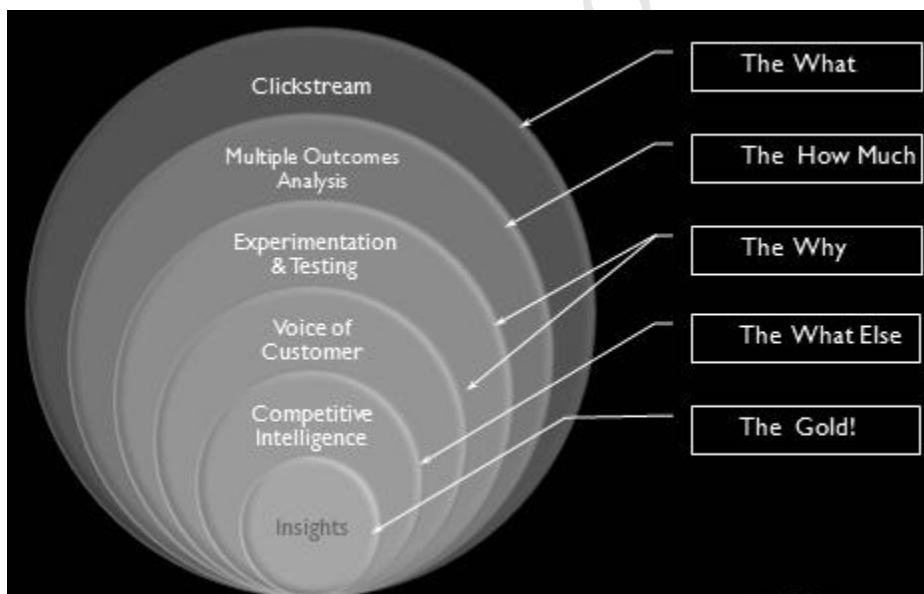 Clickstream
Multiple Outcomes
Analysis
Experimentation
& Testing
Voice of
Customer
Competitive
Intelligence
Insights
The What
The How Much
The Why
The What Else
The Gold!